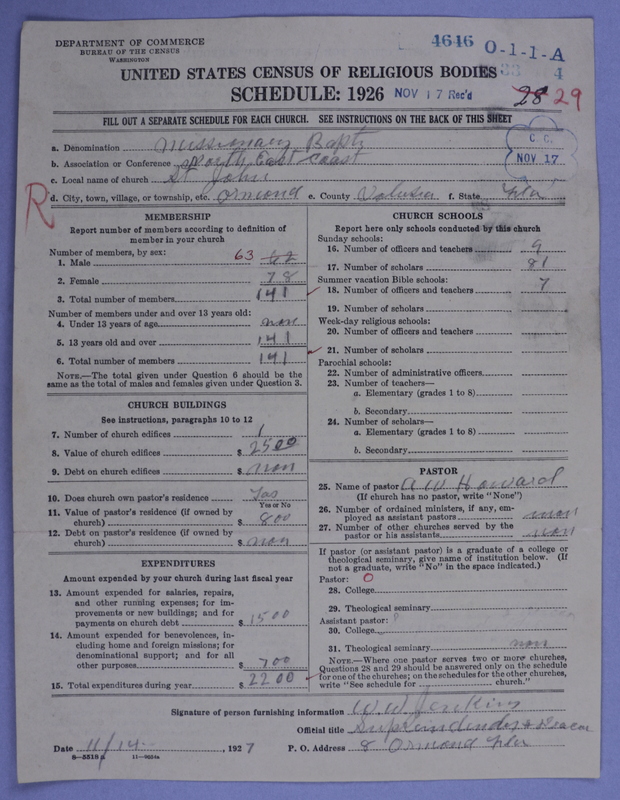 DEPARTMENT OF COMMERCE
BUREAU OF THE CENSUS
WASHINGTON
4646 O-1-1-A
4
UNITED STATES CENSUS OF RELIGIOUS BODIES
SCHEDULE: 1926 NOV 17 Rec'd
28 29
FILL OUT A SEPARATE SCHEDULE FOR EACH CHURCH. SEE INSTRUCTIONS ON THE BACK OF THIS SHEET
C. C.
NOV 17
a. Denomination Missionary Bapt
b. Association or Conference North East Coast
c. Local name of church St John
d. City, town, village, or township, etc. Ormond e. County Volusia f. State Fla
R
MEMBERSHIP
Report number of members according to definition of
member in your church
Number of members, by sex:
1. Male 63 62
2. Female 78
3. Total number of members 141
Number of members under and over 13 years old:
4. Under 13 years of age non
5. 13 years old and over 141
6. Total number of members 141
NOTE.—The total given under Question 6 should be the
same as the total of males and females given under Question 3.
CHURCH BUILDINGS
See instructions, paragraphs 10 to 12
7. Number of church edifices 1
8. Value of church edifices $ 2500
9. Debt on church edifices $ non
10. Does church own pastor's residence Yas
Yes or No
11. Value of pastor's residence (if owned by
church) $ 800
12. Debt on pastor's residence (if owned by
church) $ non
EXPENDITURES
Amount expended by your church during last fiscal year
13. Amount expended for salaries, repairs,
and other running expenses; for im-
provements or new buildings; and for
payments on church debt $ 1500
14. Amount expended for benevolences, in-
cluding home and foreign missions; for
denominational support; and for all
other purposes $ 700
15. Total expenditures during year $ 2200
CHURCH SCHOOLS
Report here only schools conducted by this church
Sunday schools:
16. Number of officers and teachers 9
17. Number of scholars 81
Summer vacation Bible schools:
18. Number of officers and teachers 7
19. Number of scholars
Week-day religious schools:
20. Number of officers and teachers
21. Number of scholars
Parochial schools:
22. Number of administrative officers
23. Number of teachers—
a. Elementary (grades 1 to 8)
b. Secondary
24. Number of scholars—
a. Elementary (grades 1 to 8)
b. Secondary
PASTOR
25. Name of pastor A W Howard
(If church has no pastor, write "None")
26. Number of ordained ministers, if any, em-
ployed as assistant pastors non
27. Number of other churches served by the
pastor or his assistants non
If pastor (or assistant pastor) is a graduate of a college or
theological seminary, give name of institution below. (If
not a graduate, write "No" in the space indicated.)
Pastor: O
28. College
29. Theological seminary
Assistant pastor:
30. College
31. Theological seminary non
NOTE.—Where one pastor serves two or more churches,
Questions 28 and 29 should be answered only on the schedule
for one of the churches; on the schedules for the other churches,
write "See schedule for church."
Signature of person furnishing information W W Jenkins
Official title
Date 11/14 , 1927 P. O. Address 8 Ormond Fla
8—5518 a 11—9094a